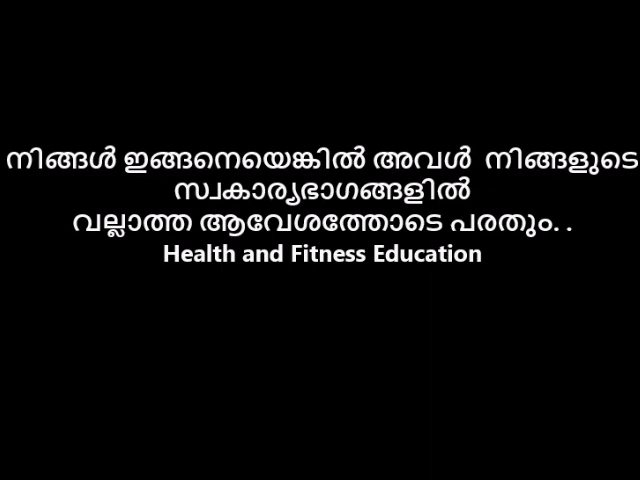 നിങ്ങൾ ഇങ്ങനെയെങ്കിൽ അവൾ നിങ്ങളുടെ
സ്വകാര്യഭാഗങ്ങളിൽ
വല്ലാത്ത ആവേശത്തോടെ പരതും. .
Health and Fitness Education